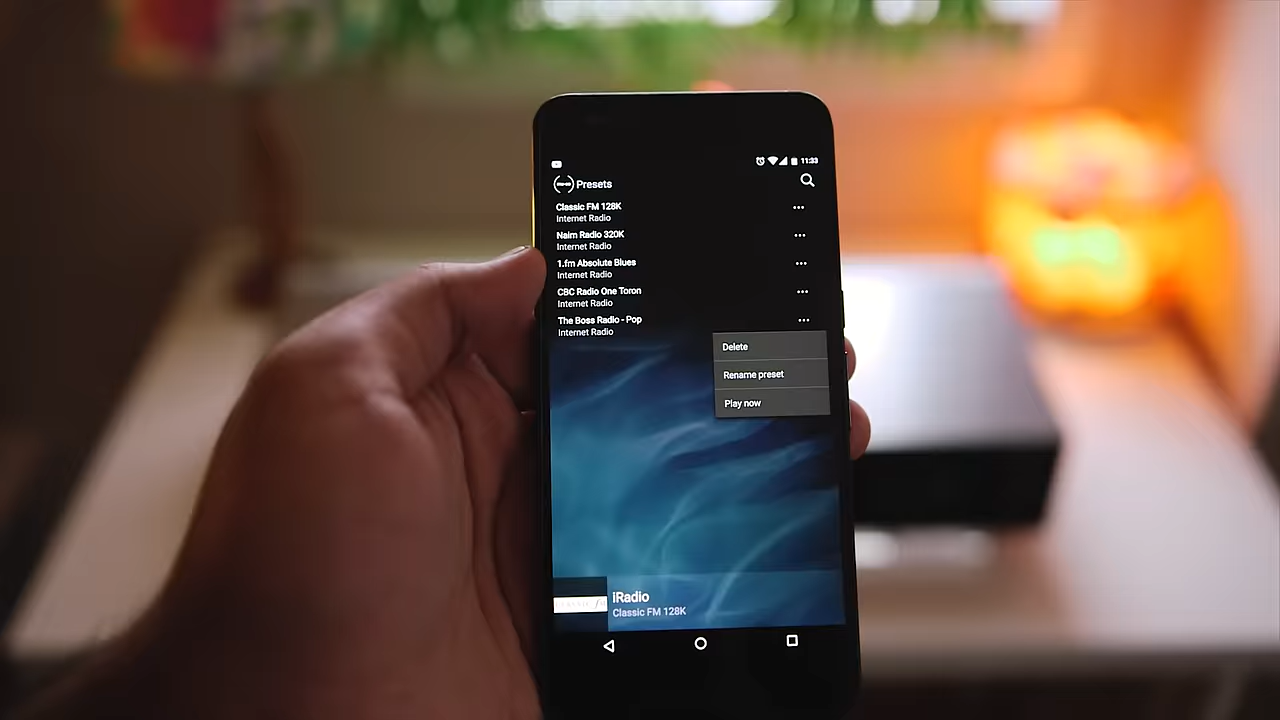 11:33
Presets
Classic FM 128K
Internet Radio
Naim Radio 320K
Internet Radio
1.fm Absolute Blues
Internet Radio
CBC Radio One Toron
Internet Radio
The Boss Radio - Pop
Internet Radio
Delete
Rename preset
Play now
iRadio
Classic FM 128K